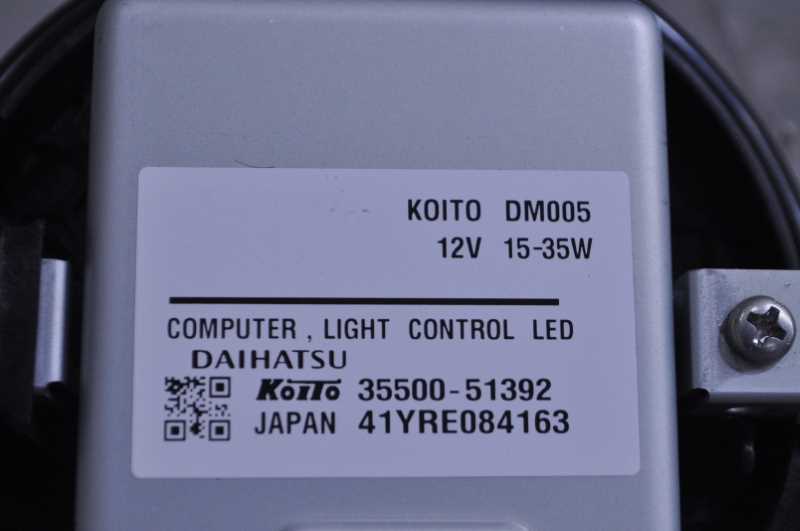 KOITO DM005
12V 15-35W
COMPUTER , LIGHT CONTROL LED
DAIHATSU
KOITO 35500-51392
JAPAN 41YRE084163